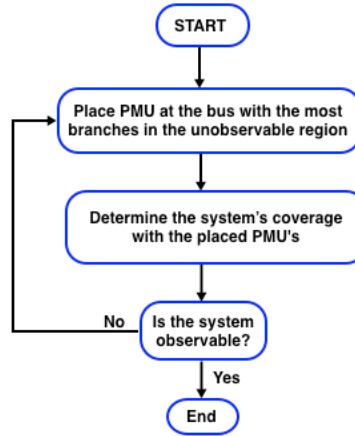 START
Place PMU at the bus with the most
branches in the unobservable region
Determine the system's coverage
with the placed PMU's
No
Is the system
observable?
Yes
End